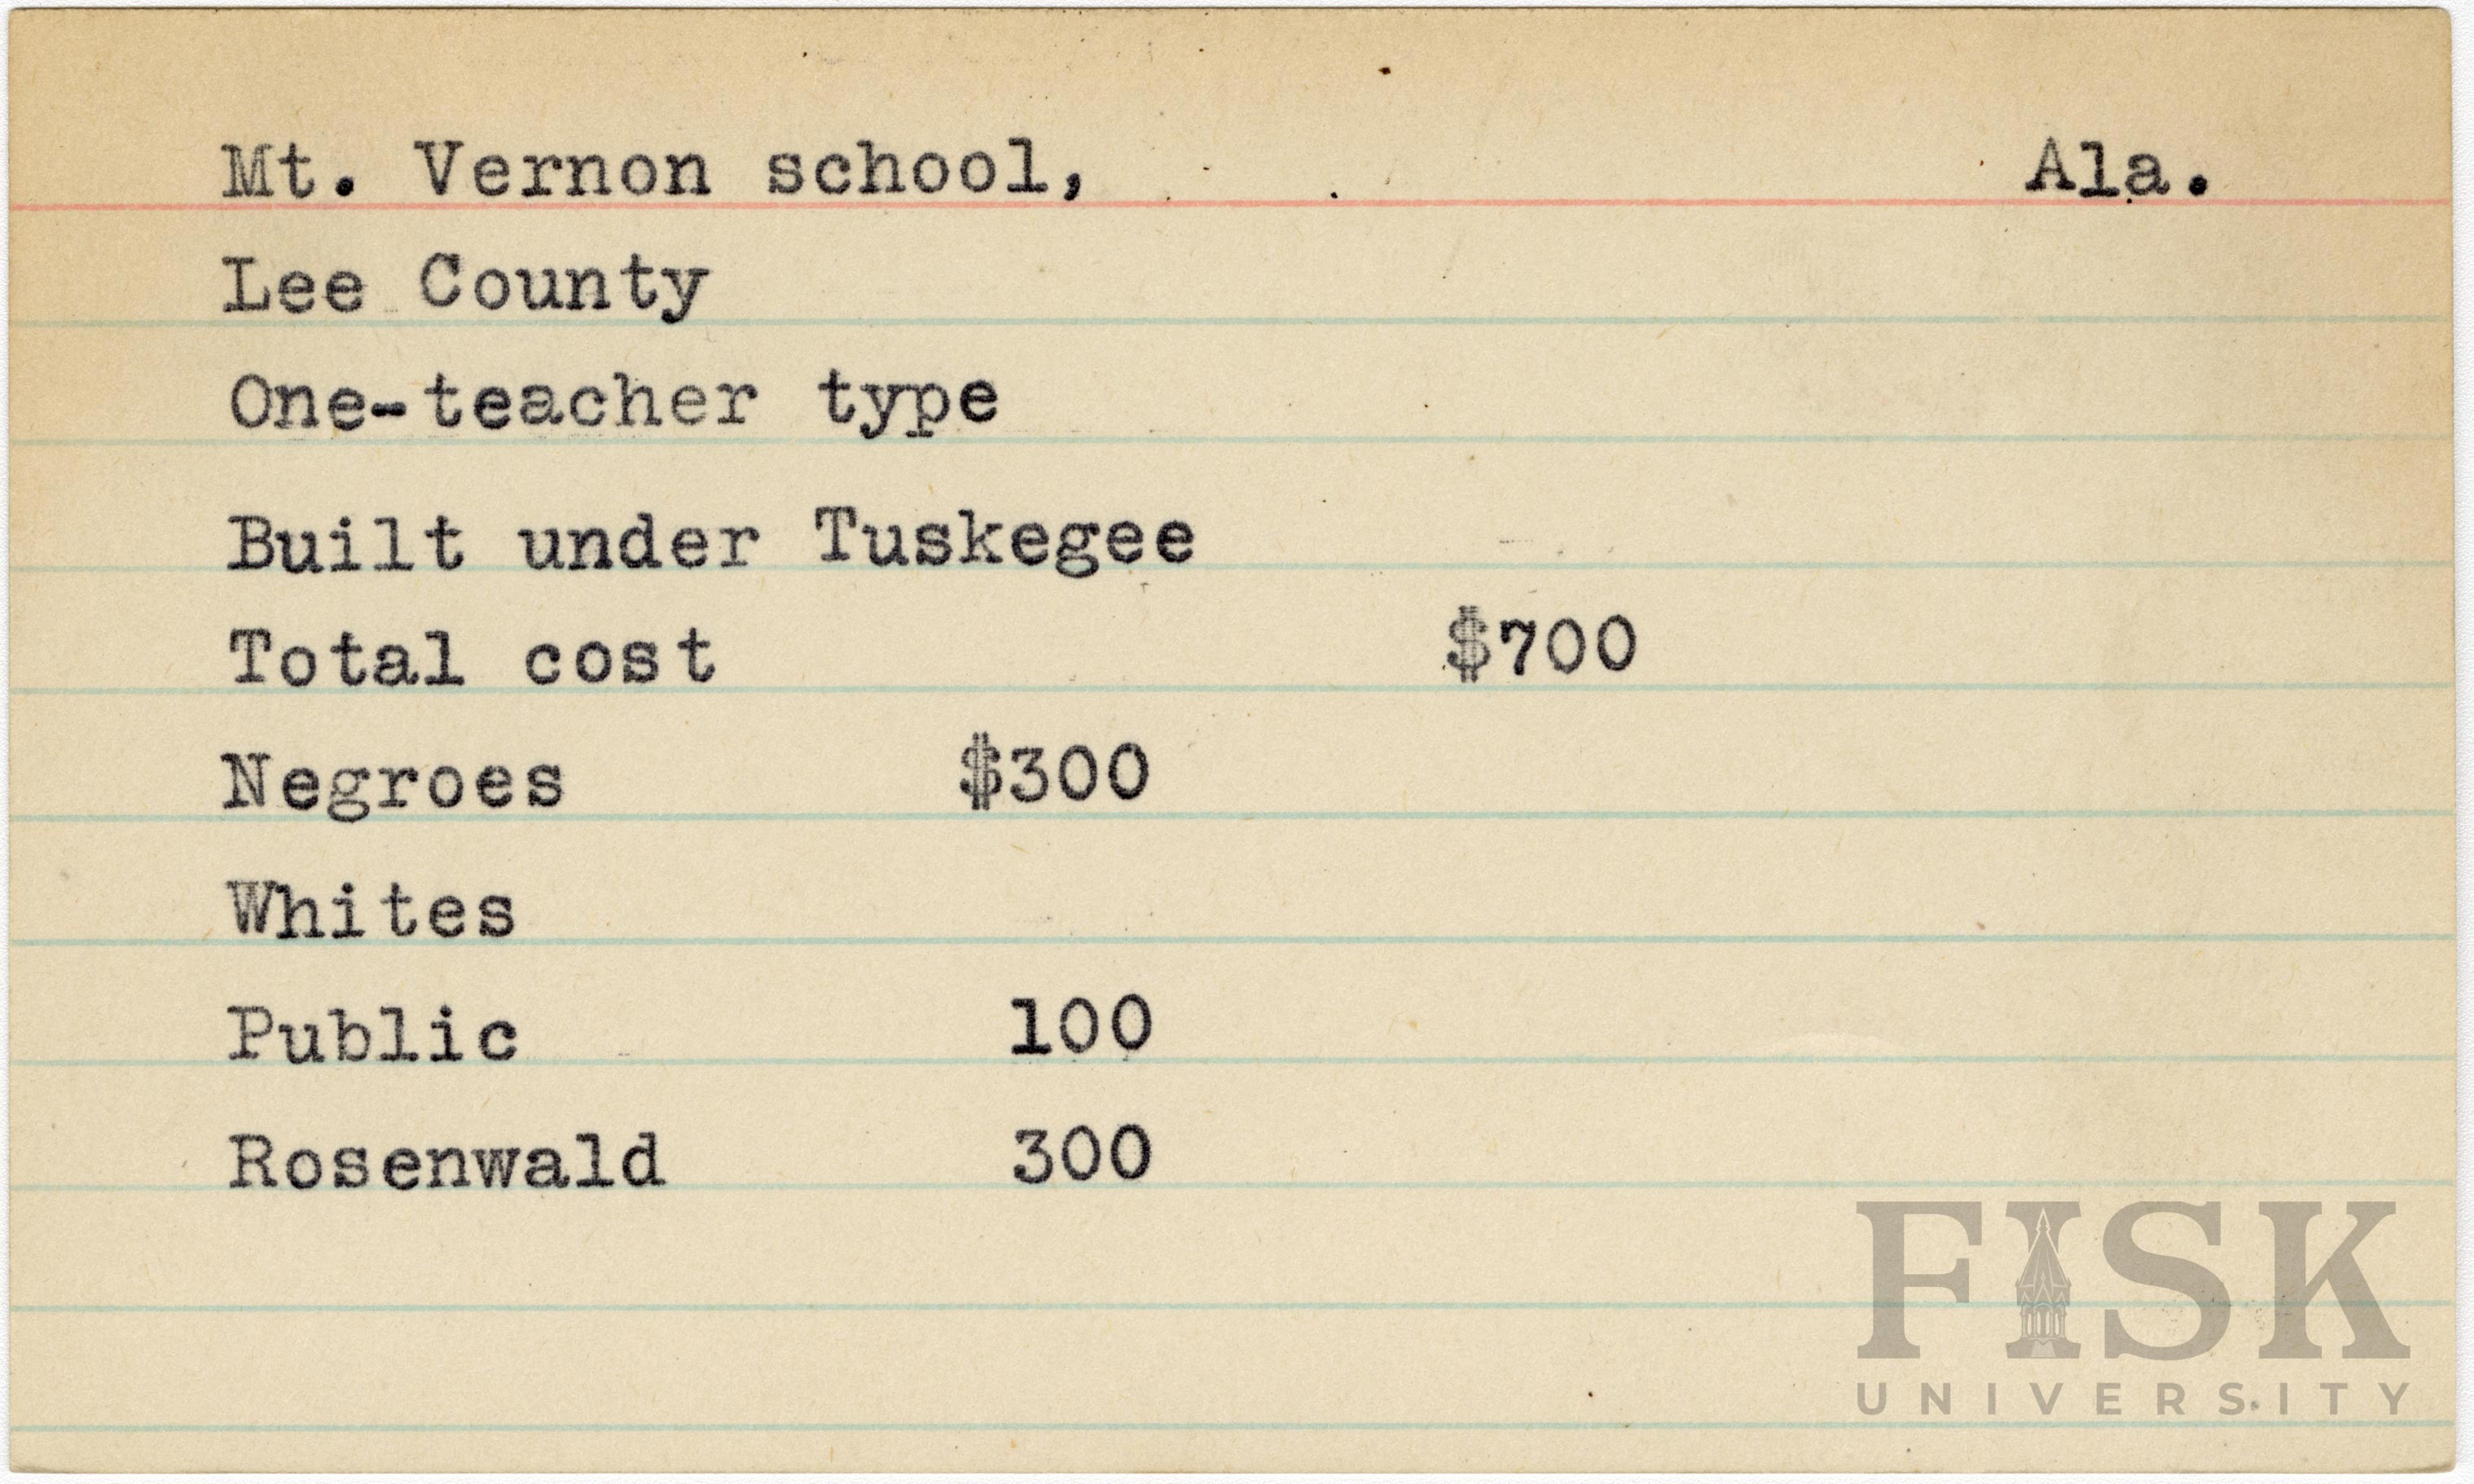 Mt. Vernon school, Ala.
Lee County
One-teacher type
Built under Tuskegee
Total cost $700
Negroes $300
Whites
Public 100
Rosenwald 300
FISK
UNIVERSITY